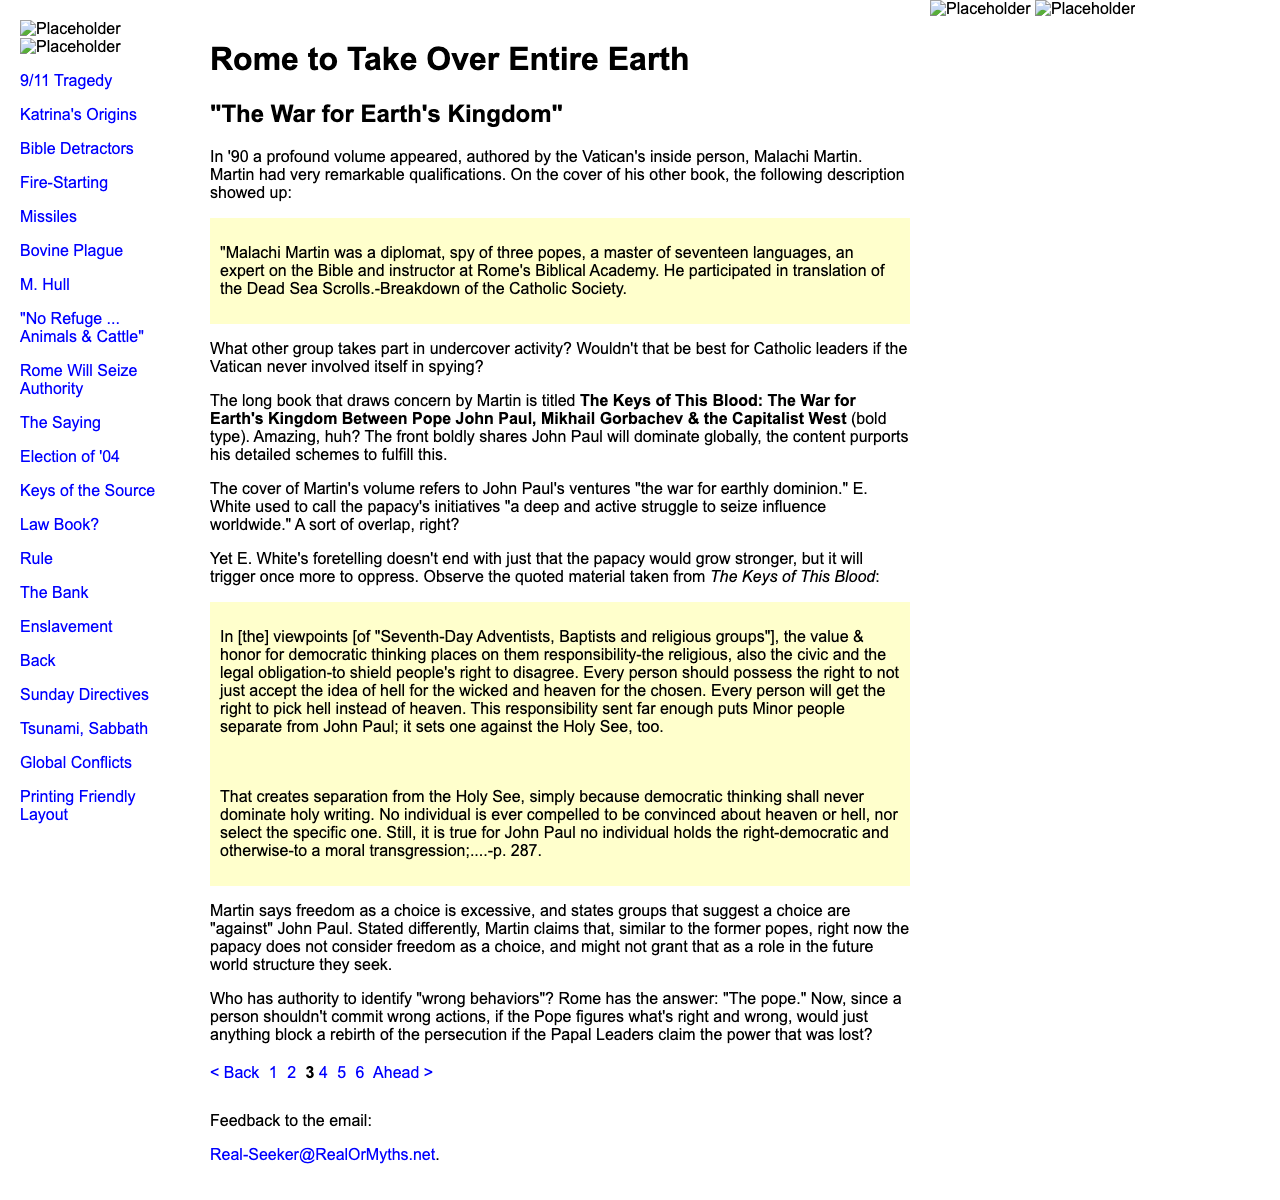 Placeholder
Placeholder
9/11 Tragedy
Katrina's Origins
Bible Detractors
Fire-Starting
Missiles
Bovine Plague
M. Hull
"No Refuge ...
Animals & Cattle"
Rome Will Seize
Authority
The Saying
Election of '04
Keys of the Source
Law Book?
Rule
The Bank
Enslavement
Back
Sunday Directives
Tsunami, Sabbath
Global Conflicts
Printing Friendly
Layout
Rome to Take Over Entire Earth
"The War for Earth's Kingdom"
In '90 a profound volume appeared, authored by the Vatican's inside person, Malachi Martin.
Martin had very remarkable qualifications. On the cover of his other book, the following description
showed up:
"Malachi Martin was a diplomat, spy of three popes, a master of seventeen languages, an
expert on the Bible and instructor at Rome's Biblical Academy. He participated in translation of
the Dead Sea Scrolls.-Breakdown of the Catholic Society.
What other group takes part in undercover activity? Wouldn't that be best for Catholic leaders if the
Vatican never involved itself in spying?
The long book that draws concern by Martin is titled The Keys of This Blood: The War for
Earth's Kingdom Between Pope John Paul, Mikhail Gorbachev & the Capitalist West (bold
type). Amazing, huh? The front boldly shares John Paul will dominate globally, the content purports
his detailed schemes to fulfill this.
The cover of Martin's volume refers to John Paul's ventures "the war for earthly dominion." E.
White used to call the papacy's initiatives "a deep and active struggle to seize influence
worldwide." A sort of overlap, right?
Yet E. White's foretelling doesn't end with just that the papacy would grow stronger, but it will
trigger once more to oppress. Observe the quoted material taken from The Keys of This Blood:
In [the] viewpoints [of "Seventh-Day Adventists, Baptists and religious groups"], the value &
honor for democratic thinking places on them responsibility-the religious, also the civic and the
legal obligation-to shield people's right to disagree. Every person should possess the right to not
just accept the idea of hell for the wicked and heaven for the chosen. Every person will get the
right to pick hell instead of heaven. This responsibility sent far enough puts Minor people
separate from John Paul; it sets one against the Holy See, too.
That creates separation from the Holy See, simply because democratic thinking shall never
dominate holy writing. No individual is ever compelled to be convinced about heaven or hell, nor
select the specific one. Still, it is true for John Paul no individual holds the right-democratic and
otherwise-to a moral transgression;....-p. 287.
Martin says freedom as a choice is excessive, and states groups that suggest a choice are
"against" John Paul. Stated differently, Martin claims that, similar to the former popes, right now the
papacy does not consider freedom as a choice, and might not grant that as a role in the future
world structure they seek.
Who has authority to identify "wrong behaviors"? Rome has the answer: "The pope." Now, since a
person shouldn't commit wrong actions, if the Pope figures what's right and wrong, would just
anything block a rebirth of the persecution if the Papal Leaders claim the power that was lost?
< Back 1 2 3 4 5 6 Ahead >
Feedback to the email:
Real-Seeker@RealOrMyths.net.
Placeholder Placeholder